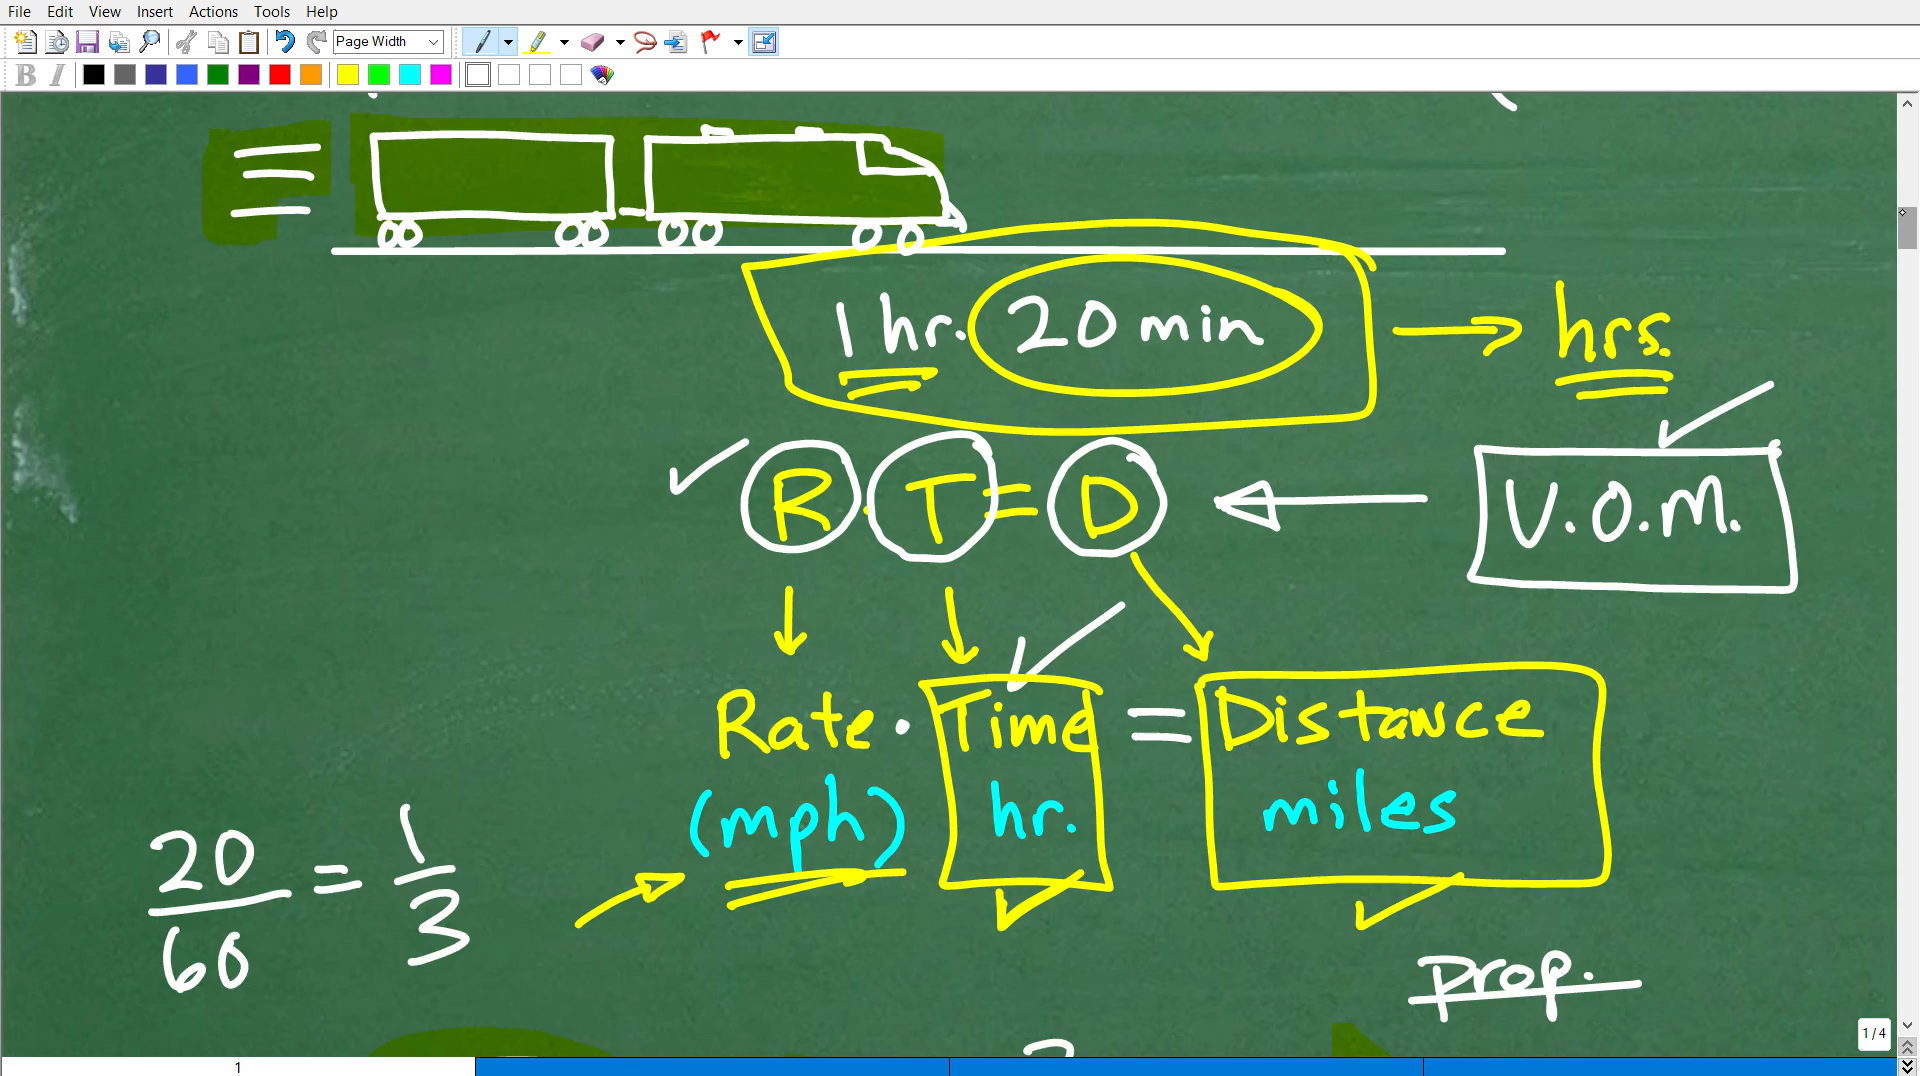 File Edit View Insert Actions Tools Help
Page Width
B I
1 hr. 20 min → hrs.
R . T = D
V.O.M.
Rate · Time = Distance
(mph) hr. miles
20/60 = 1/3
prop.
1 / 4
1